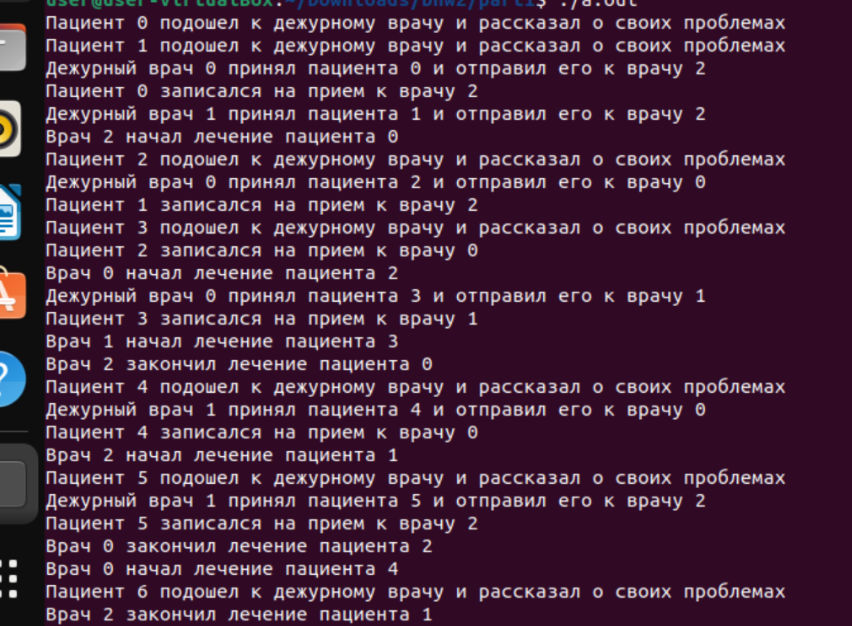 user@user-VirtualBox:~/Downloads/bhw2/part1$ ./a.out
Пациент 0 подошел к дежурному врачу и рассказал о своих проблемах
Пациент 1 подошел к дежурному врачу и рассказал о своих проблемах
Дежурный врач 0 принял пациента 0 и отправил его к врачу 2
Пациент 0 записался на прием к врачу 2
Дежурный врач 1 принял пациента 1 и отправил его к врачу 2
Врач 2 начал лечение пациента 0
Пациент 2 подошел к дежурному врачу и рассказал о своих проблемах
Дежурный врач 0 принял пациента 2 и отправил его к врачу 0
Пациент 1 записался на прием к врачу 2
Пациент 3 подошел к дежурному врачу и рассказал о своих проблемах
Пациент 2 записался на прием к врачу 0
Врач 0 начал лечение пациента 2
Дежурный врач 0 принял пациента 3 и отправил его к врачу 1
Пациент 3 записался на прием к врачу 1
Врач 1 начал лечение пациента 3
Врач 2 закончил лечение пациента 0
Пациент 4 подошел к дежурному врачу и рассказал о своих проблемах
Дежурный врач 1 принял пациента 4 и отправил его к врачу 0
Пациент 4 записался на прием к врачу 0
Врач 2 начал лечение пациента 1
Пациент 5 подошел к дежурному врачу и рассказал о своих проблемах
Дежурный врач 1 принял пациента 5 и отправил его к врачу 2
Пациент 5 записался на прием к врачу 2
Врач 0 закончил лечение пациента 2
Врач 0 начал лечение пациента 4
Пациент 6 подошел к дежурному врачу и рассказал о своих проблемах
Врач 2 закончил лечение пациента 1